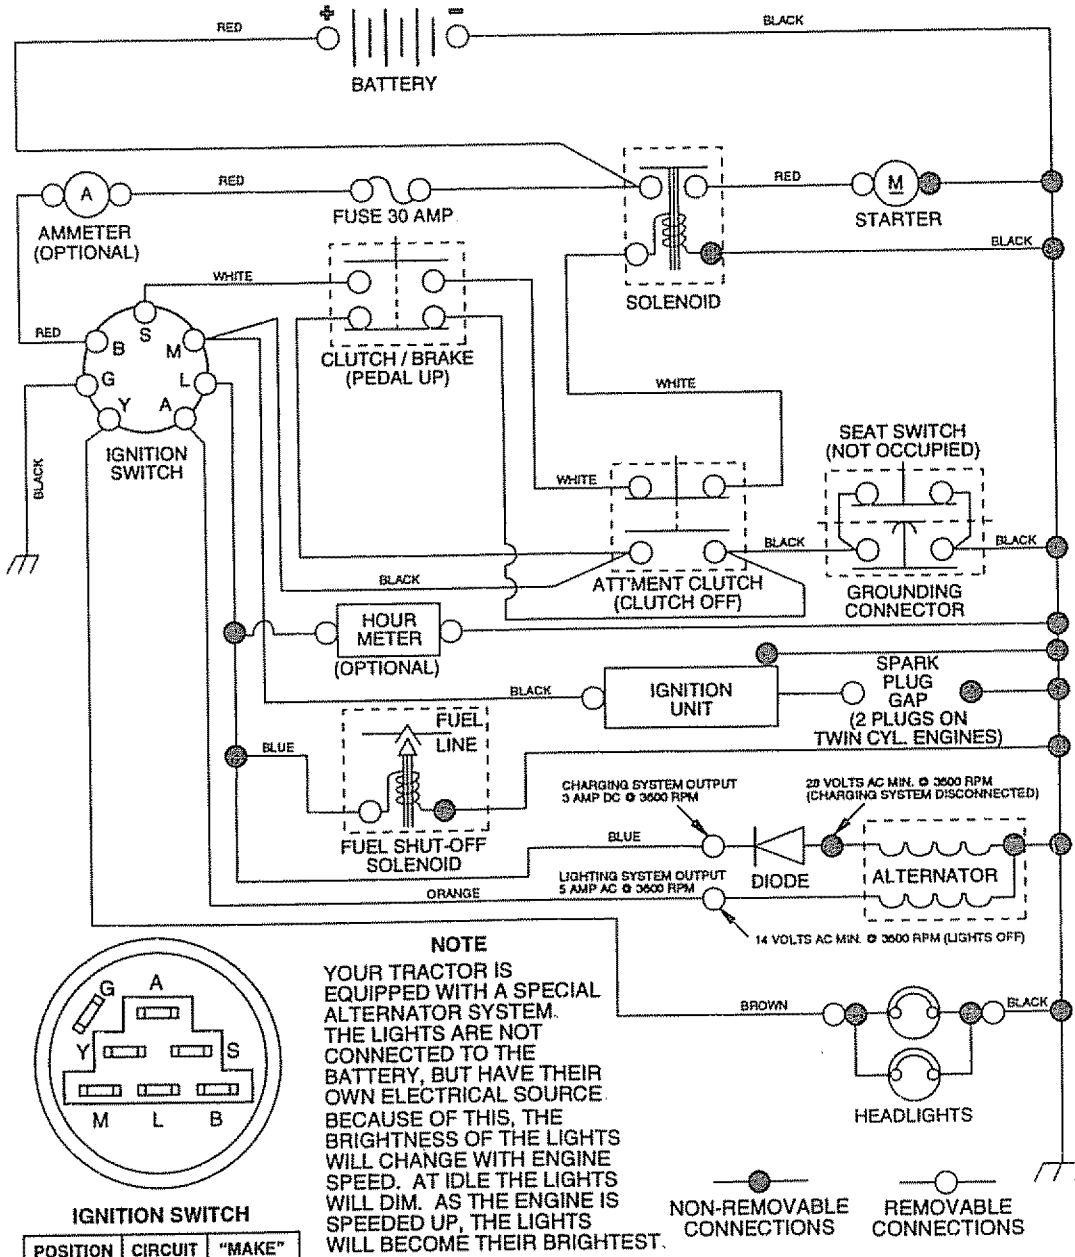 RED
+
−
BLACK
BATTERY
RED
RED
A
M
FUSE 30 AMP
STARTER
AMMETER
(OPTIONAL)
BLACK
WHITE
SOLENOID
S
RED
B
M
CLUTCH / BRAKE
(PEDAL UP)
G
L
WHITE
Y
A
SEAT SWITCH
(NOT OCCUPIED)
IGNITION
SWITCH
BLACK
WHITE
BLACK
BLACK
BLACK
ATT'MENT CLUTCH
(CLUTCH OFF)
GROUNDING
CONNECTOR
HOUR
METER
(OPTIONAL)
SPARK
PLUG
GAP
(2 PLUGS ON
TWIN CYL. ENGINES)
BLACK
IGNITION
UNIT
FUEL
LINE
BLUE
CHARGING SYSTEM OUTPUT
3 AMP DC @ 3600 RPM
28 VOLTS AC MIN. @ 3600 RPM
(CHARGING SYSTEM DISCONNECTED)
BLUE
FUEL SHUT-OFF
SOLENOID
DIODE
ALTERNATOR
LIGHTING SYSTEM OUTPUT
5 AMP AC @ 3600 RPM
ORANGE
14 VOLTS AC MIN. @ 3600 RPM (LIGHTS OFF)
NOTE
YOUR TRACTOR IS
EQUIPPED WITH A SPECIAL
ALTERNATOR SYSTEM.
THE LIGHTS ARE NOT
CONNECTED TO THE
BATTERY, BUT HAVE THEIR
OWN ELECTRICAL SOURCE.
BECAUSE OF THIS, THE
BRIGHTNESS OF THE LIGHTS
WILL CHANGE WITH ENGINE
SPEED. AT IDLE THE LIGHTS
WILL DIM. AS THE ENGINE IS
SPEEDED UP, THE LIGHTS
WILL BECOME THEIR BRIGHTEST.
BROWN
BLACK
HEADLIGHTS
G
A
Y
S
M
L
B
NON-REMOVABLE
CONNECTIONS
REMOVABLE
CONNECTIONS
IGNITION SWITCH
POSITION CIRCUIT "MAKE"